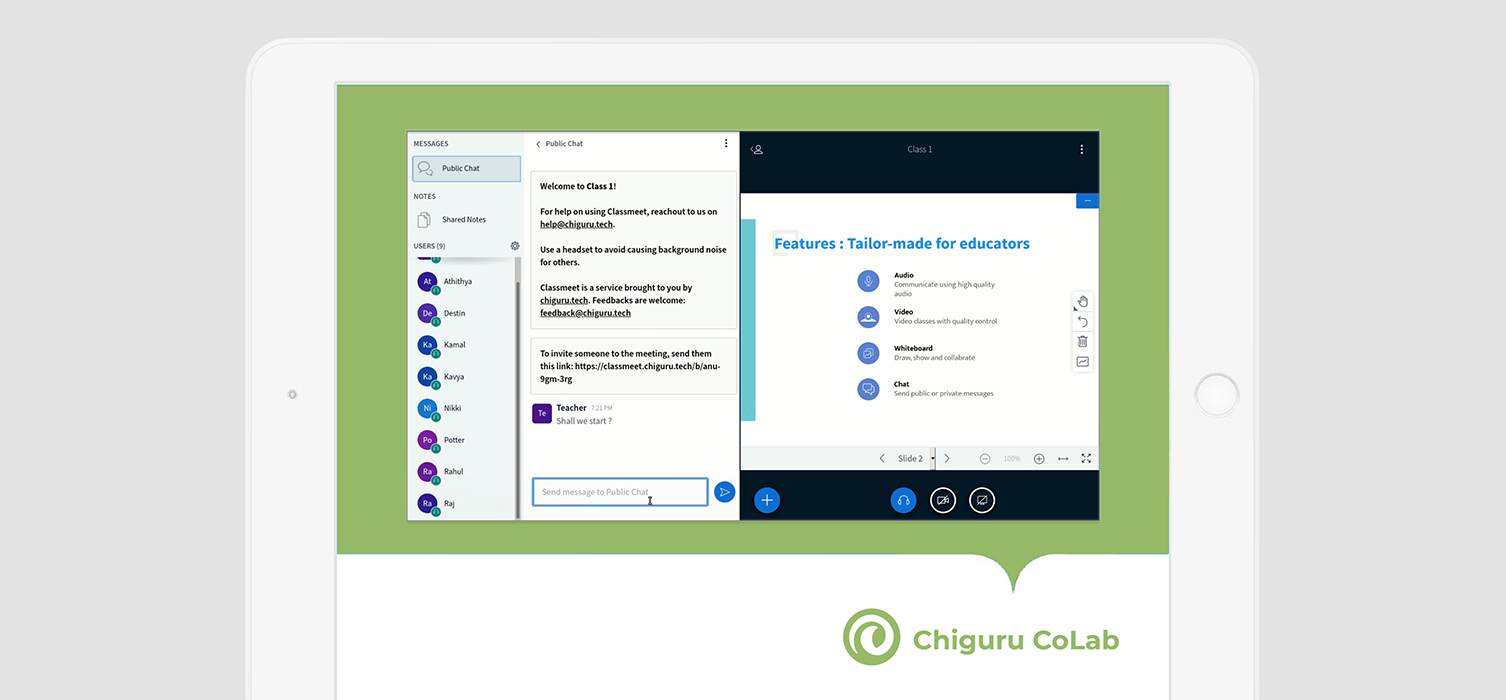 MESSAGES
Public Chat
NOTES
Shared Notes
USERS (9)
At Athithya
De Destin
Ka Kamal
Ka Kavya
Ni Nikki
Po Potter
Ra Rahul
Ra Raj
Public Chat
Welcome to Class 1!
For help on using Classmeet, reachout to us on
help@chiguru.tech.
Use a headset to avoid causing background noise
for others.
Classmeet is a service brought to you by
chiguru.tech. Feedbacks are welcome:
feedback@chiguru.tech
To invite someone to the meeting, send them
this link: https://classmeet.chiguru.tech/b/anu-
9gm-3rg
Te Teacher 7:21 PM
Shall we start ?
Send message to Public Chat
Class 1
Features : Tailor-made for educators
Audio
Communicate using high quality
audio
Video
Video classes with quality control
Whiteboard
Draw, show and collabrate
Chat
Send public or private messages
Slide 2
100%
Chiguru CoLab